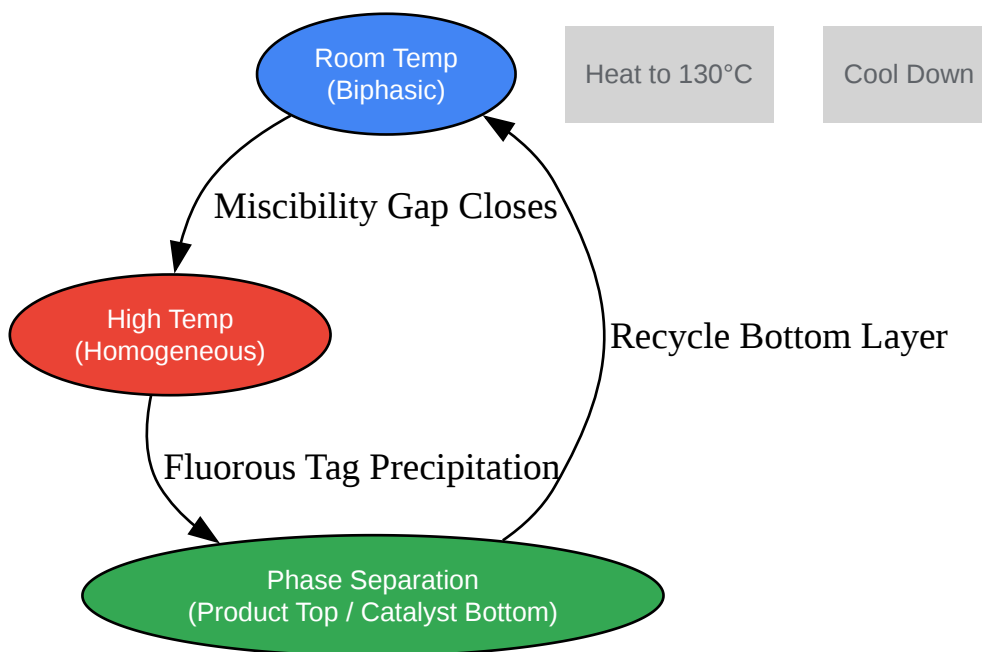 Room Temp
(Biphasic)
Heat to 130°C
Cool Down
Miscibility Gap Closes
High Temp
(Homogeneous)
Recycle Bottom Layer
Fluorous Tag Precipitation
Phase Separation
(Product Top / Catalyst Bottom)